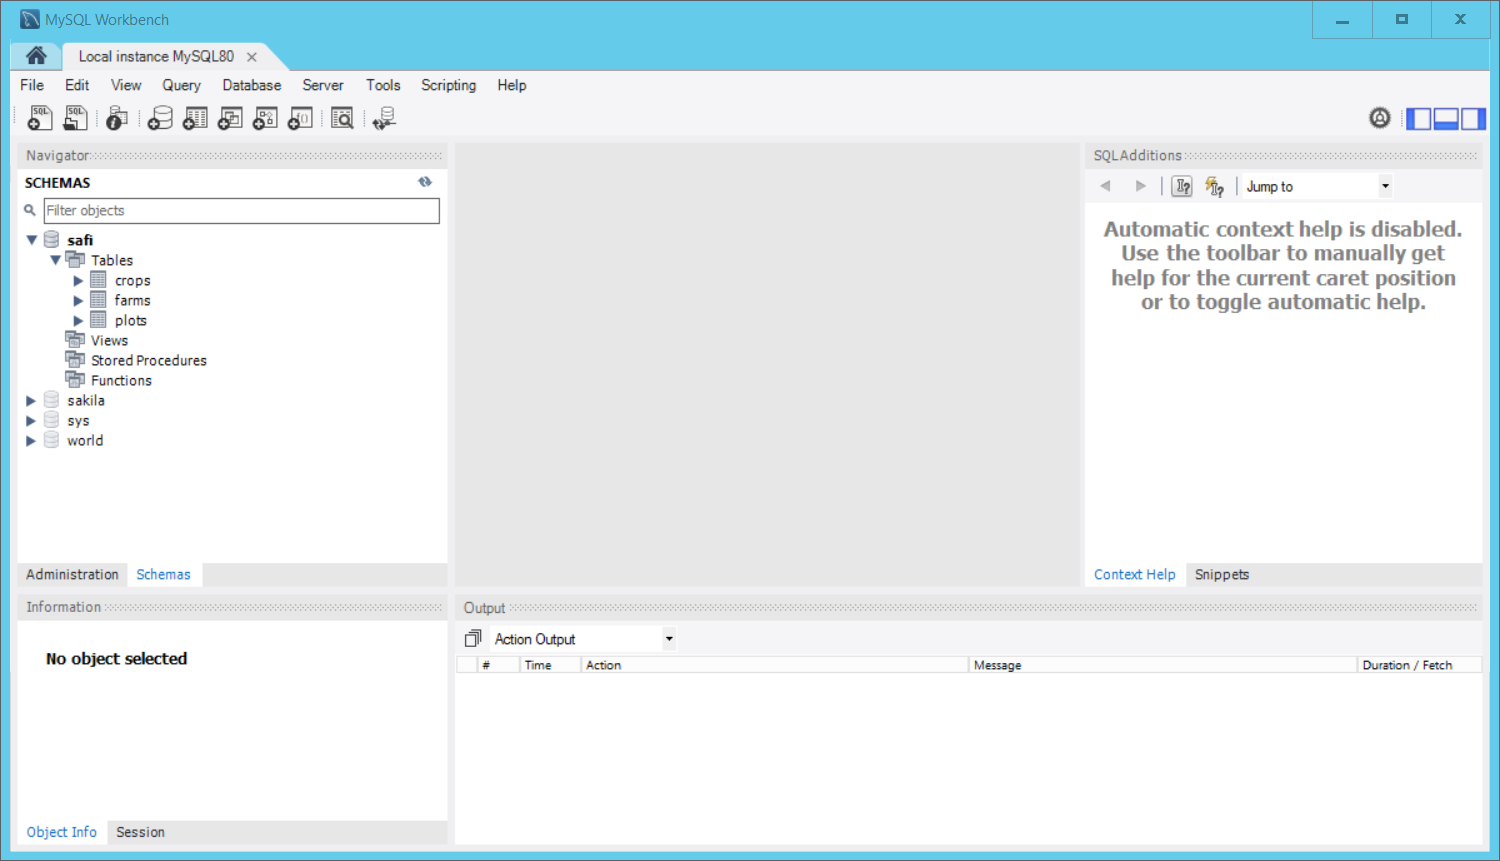 MySQL Workbench
Local instance MySQL80
File Edit View Query Database Server Tools Scripting Help
SQL SQL
Navigator
SCHEMAS
Filter objects
safi
Tables
crops
farms
plots
Views
Stored Procedures
Functions
sakila
sys
world
Administration Schemas
SQLAdditions
Jump to
Automatic context help is disabled.
Use the toolbar to manually get
help for the current caret position
or to toggle automatic help.
Context Help Snippets
Information
No object selected
Object Info Session
Output
Action Output
# Time Action Message Duration / Fetch